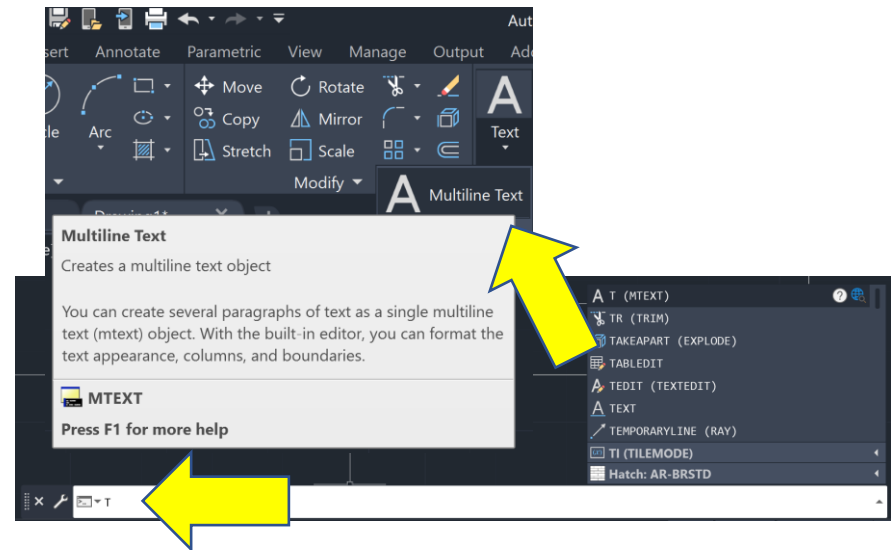 Aut
sert Annotate Parametric View Manage Output Add
Move Rotate
cle Arc Copy Mirror Text
Stretch Scale
Modify
Multiline Text
Drawing1*
Multiline Text
Creates a multiline text object
You can create several paragraphs of text as a single multiline
text (mtext) object. With the built-in editor, you can format the
text appearance, columns, and boundaries.
MTEXT
Press F1 for more help
T (MTEXT)
TR (TRIM)
TAKEAPART (EXPLODE)
TABLEDIT
TEDIT (TEXTEDIT)
TEXT
TEMPORARYLINE (RAY)
TI (TILEMODE)
Hatch: AR-BRSTD
T